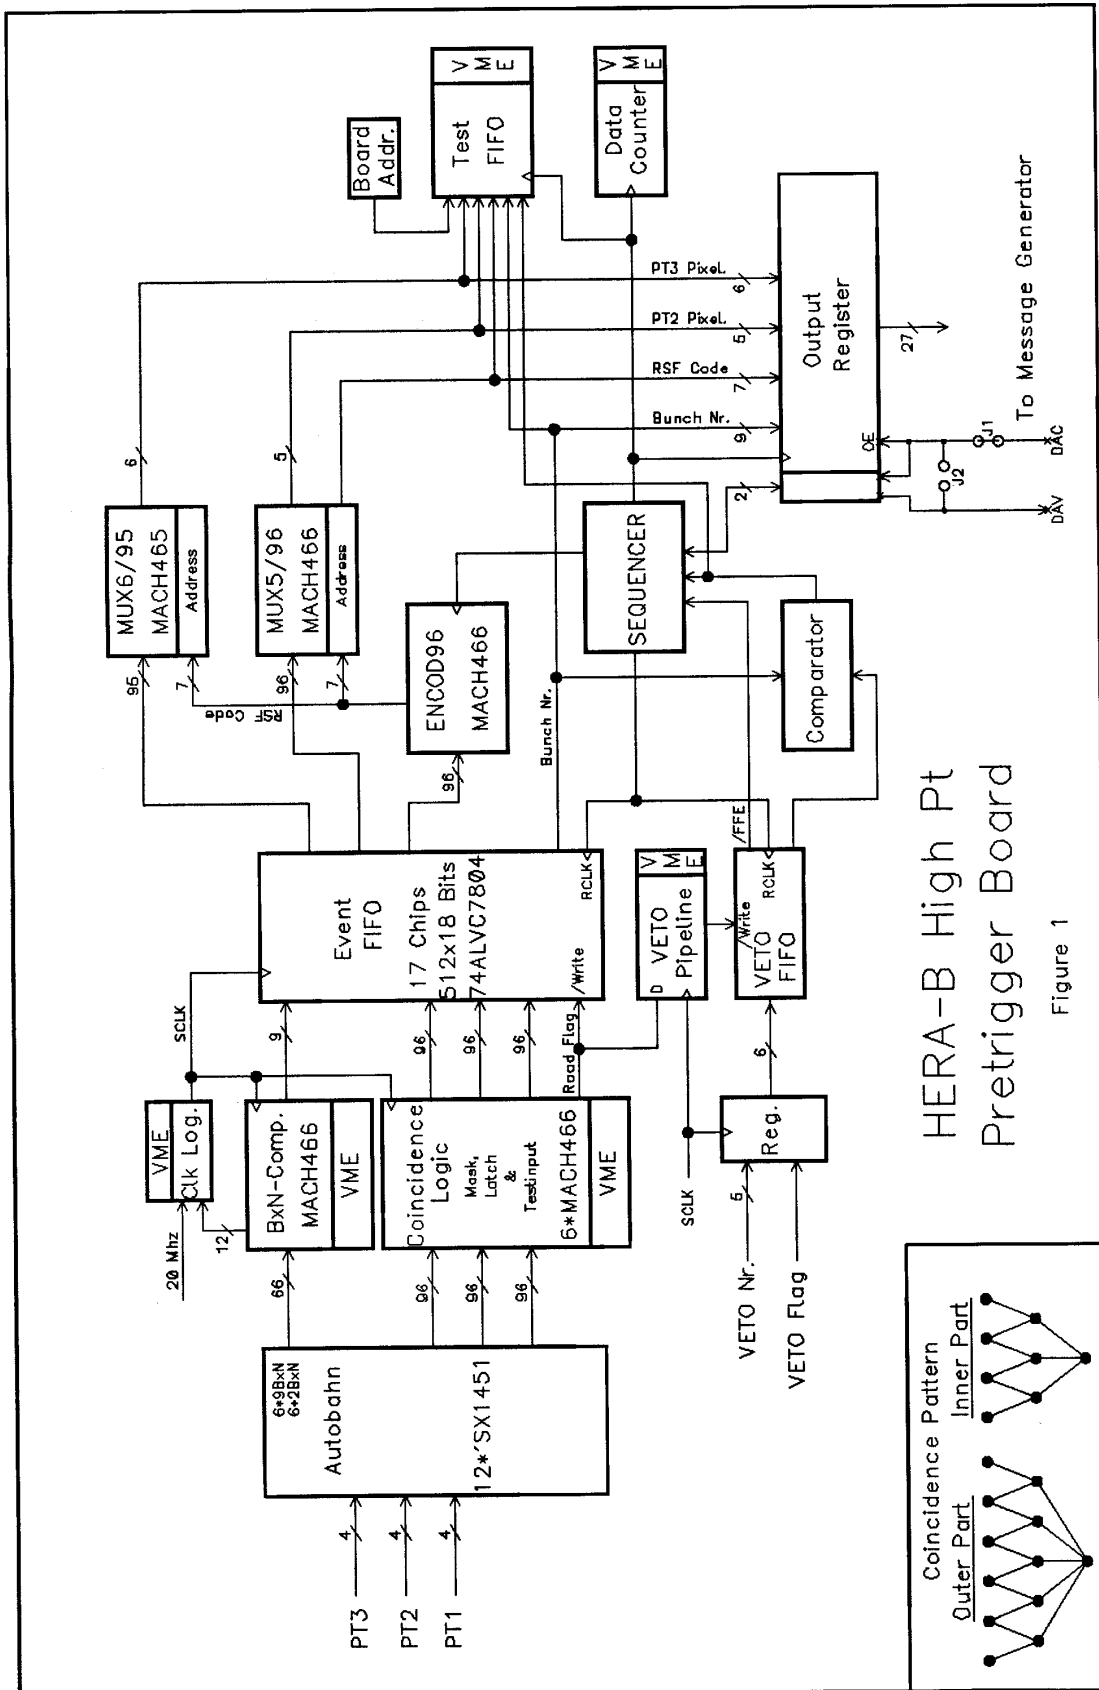 PT3
PT2
PT1
4
4
4
Autobahn
6*9BxN
6*2BxN
12*'SX1451
66
96
96
96
20 Mhz
VME
Clk Log.
12
BxN-Comp.
MACH466
VME
Coincidence
Logic
Mask,
Latch
&
Testinput
6*MACH466
VME
SCLK
9
96
96
96
Road Flag
Event
FIFO
17 Chips
512x18 Bits
74ALVC7804
/Write
RCLK
VETO Nr.
5
VETO Flag
SCLK
Reg.
6
D
VETO
Pipeline
VME
/Write
VETO
FIFO
RCLK
/FFE
95
96
96
7
7
RSF Code
MUX6/95
MACH465
Address
MUX5/96
MACH466
Address
ENCOD96
MACH466
Bunch Nr.
SEQUENCER
Comparator
6
5
Board
Addr.
Test
FIFO
VME
Data
Counter
VME
PT3 Pixel.
6
PT2 Pixel.
5
RSF Code
7
Bunch Nr.
9
2
Output
Register
OE
27
J1
J2
DAC
DAV
To Message Generator
HERA-B High Pt
Pretrigger Board
Figure 1
Coincidence Pattern
Outer Part
Inner Part